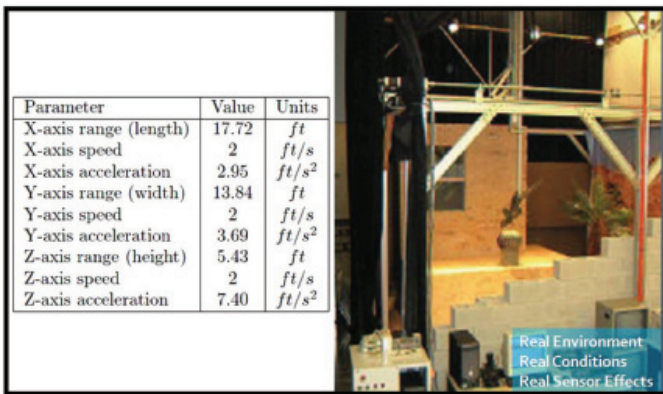 Parameter Value Units
X-axis range (length) 17.72 ft
X-axis speed 2 ft/s
X-axis acceleration 2.95 ft/s²
Y-axis range (width) 13.84 ft
Y-axis speed 2 ft/s
Y-axis acceleration 3.69 ft/s²
Z-axis range (height) 5.43 ft
Z-axis speed 2 ft/s
Z-axis acceleration 7.40 ft/s²
Real Environment
Real Conditions
Real Sensor Effects